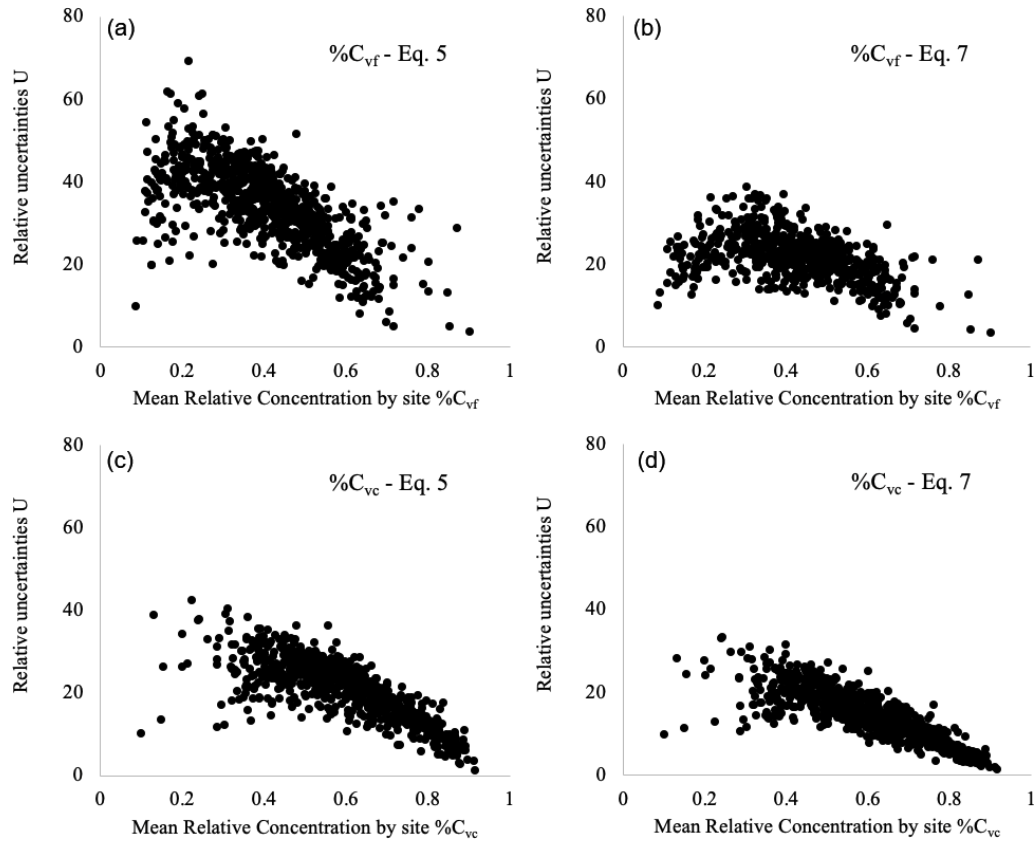 (a)
%Cvf - Eq. 5
Relative uncertainties U
80
60
40
20
0
0 0.2 0.4 0.6 0.8 1
Mean Relative Concentration by site %Cvf
(b)
%Cvf - Eq. 7
Relative uncertainties U
80
60
40
20
0
0 0.2 0.4 0.6 0.8 1
Mean Relative Concentration by site %Cvf
(c)
%Cvc - Eq. 5
Relative uncertainties U
80
60
40
20
0
0 0.2 0.4 0.6 0.8 1
Mean Relative Concentration by site %Cvc
(d)
%Cvc - Eq. 7
Relative uncertainties U
80
60
40
20
0
0 0.2 0.4 0.6 0.8 1
Mean Relative Concentration by site %Cvc